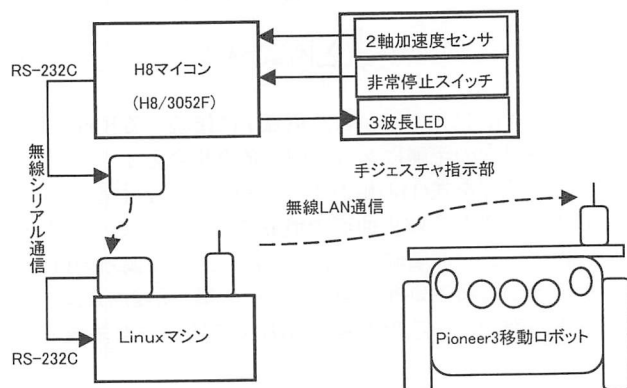 RS-232C
H8マイコン
(H8/3052F)
2軸加速度センサ
非常停止スイッチ
3波長LED
手ジェスチャ指示部
無線シリアル通信
無線LAN通信
RS-232C
Linuxマシン
Pioneer3移動ロボット